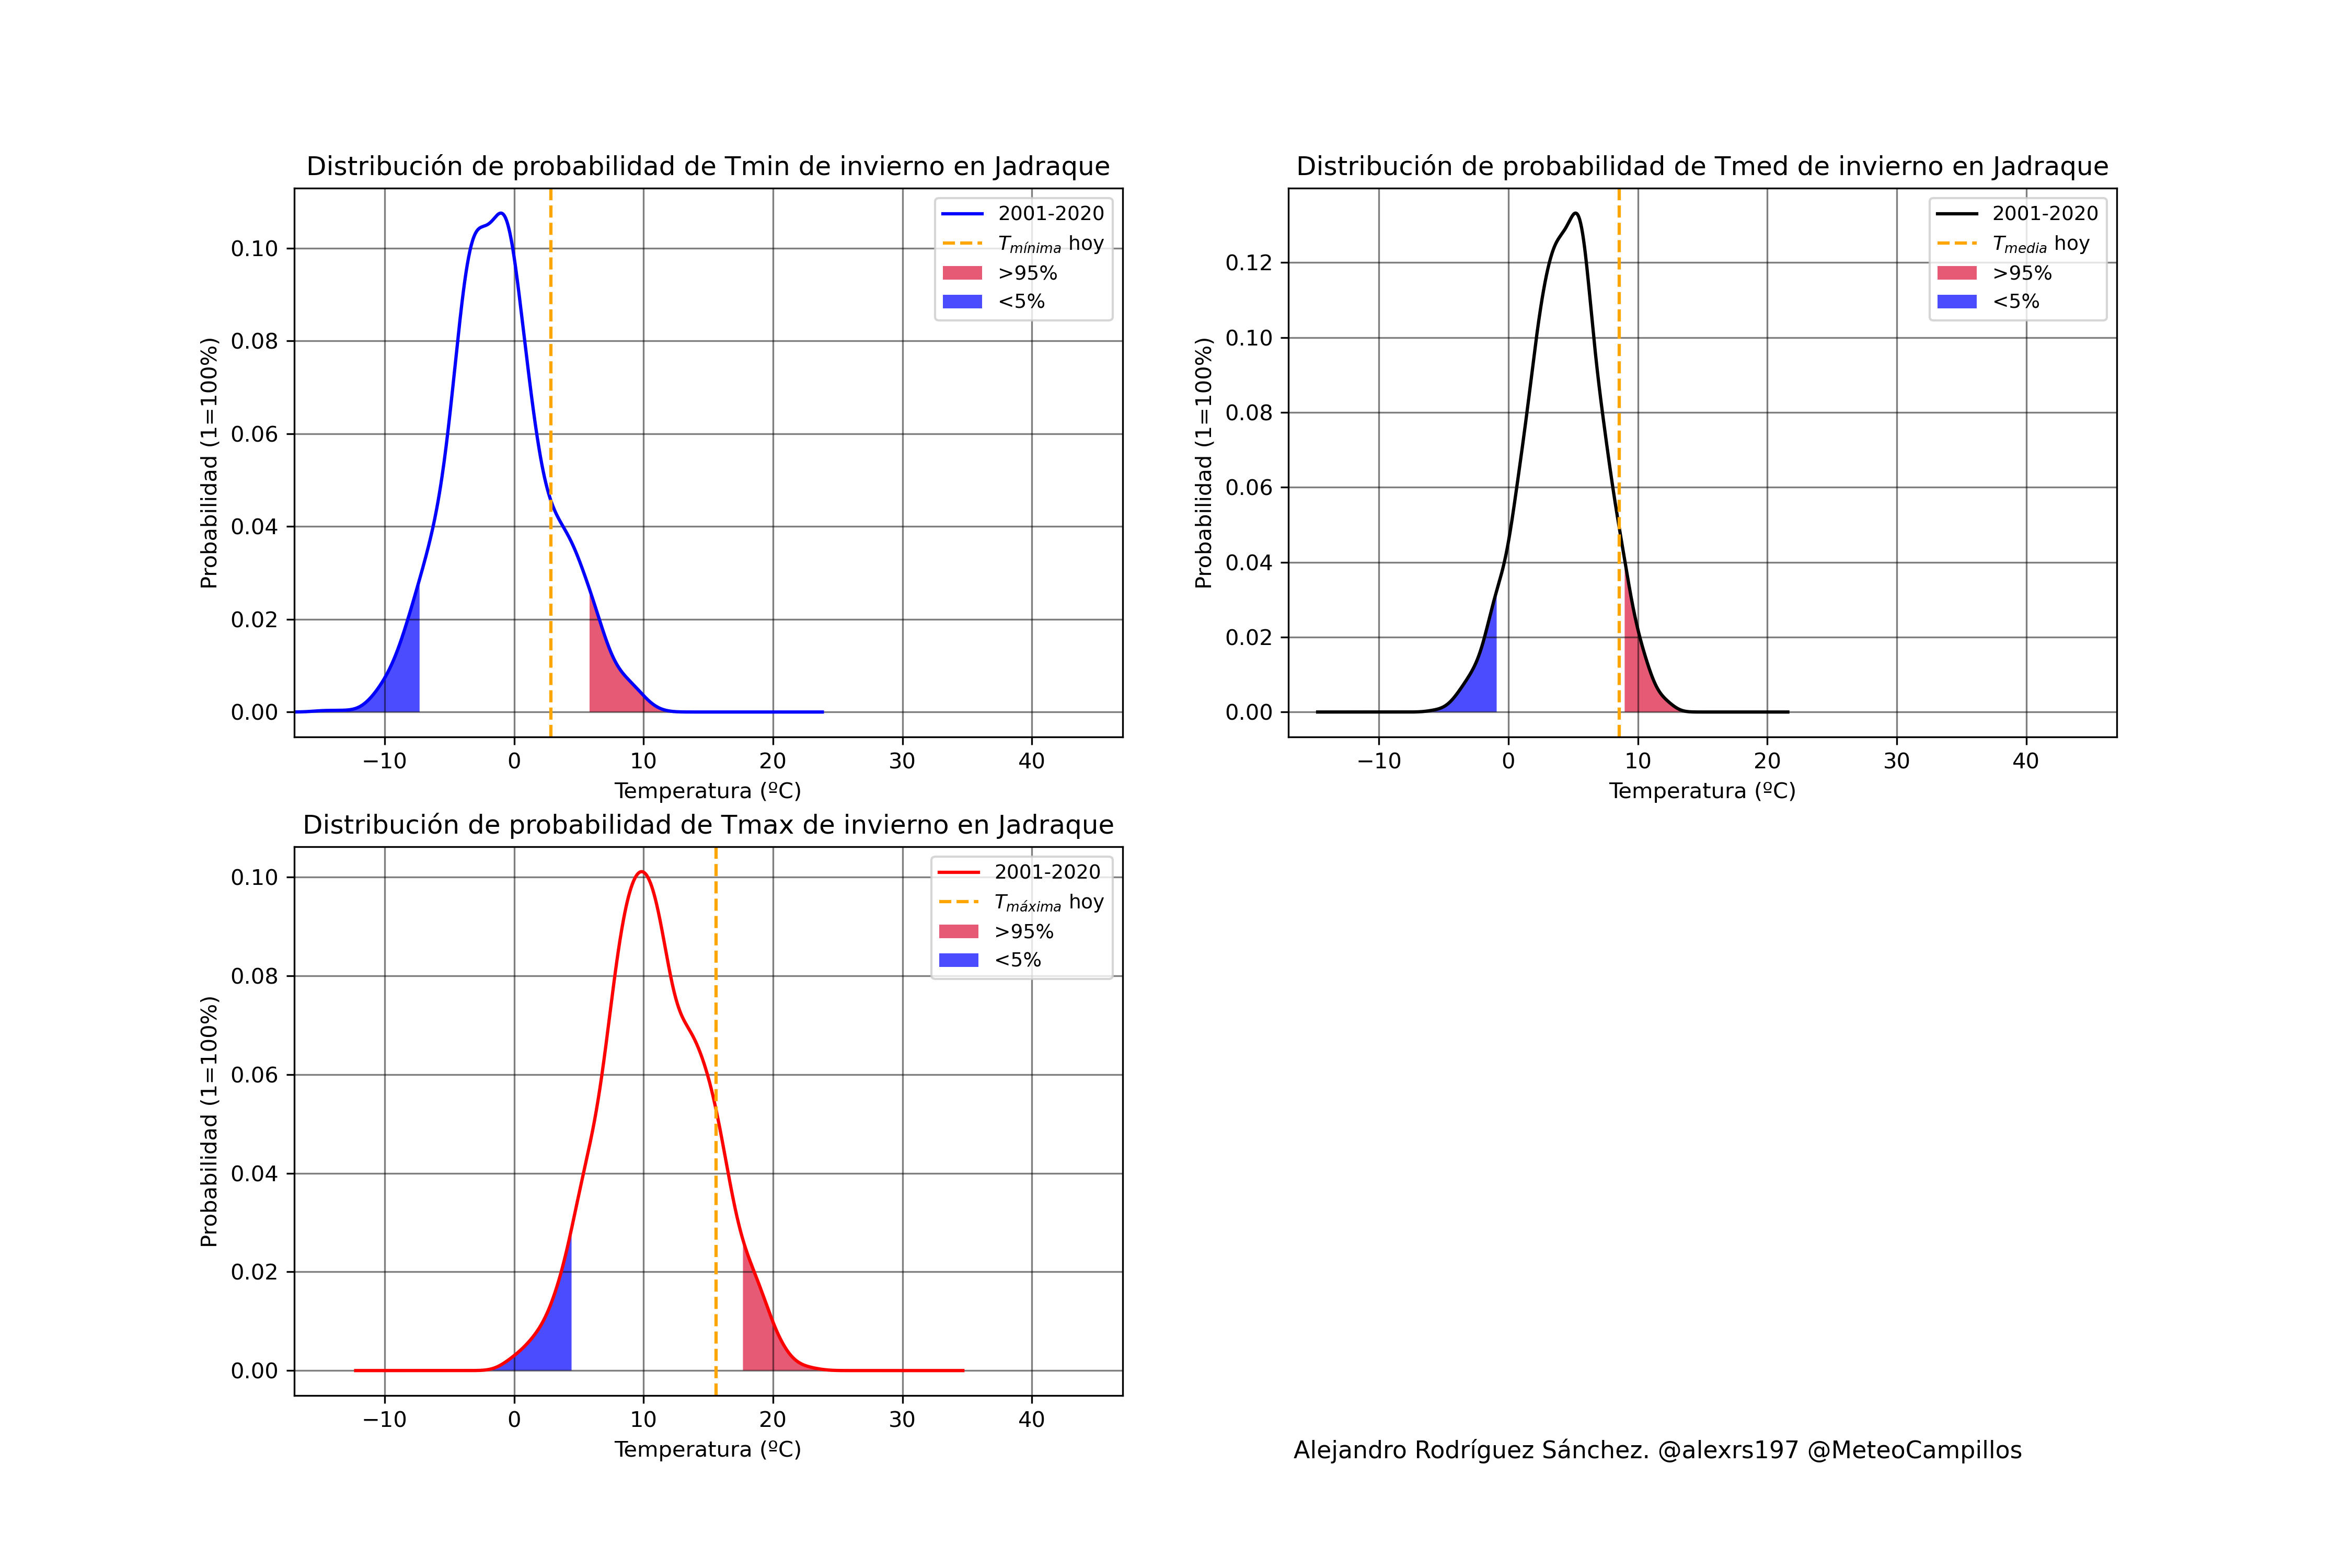 Distribución de probabilidad de Tmin de invierno en Jadraque
2001-2020
Tmínima hoy
>95%
<5%
Probabilidad (1=100%)
0.10
0.08
0.06
0.04
0.02
0.00
−10 0 10 20 30 40
Temperatura (ºC)
Distribución de probabilidad de Tmed de invierno en Jadraque
2001-2020
Tmedia hoy
>95%
<5%
Probabilidad (1=100%)
0.12
0.10
0.08
0.06
0.04
0.02
0.00
−10 0 10 20 30 40
Temperatura (ºC)
Distribución de probabilidad de Tmax de invierno en Jadraque
2001-2020
Tmáxima hoy
>95%
<5%
Probabilidad (1=100%)
0.10
0.08
0.06
0.04
0.02
0.00
−10 0 10 20 30 40
Temperatura (ºC)
Alejandro Rodríguez Sánchez. @alexrs197 @MeteoCampillos